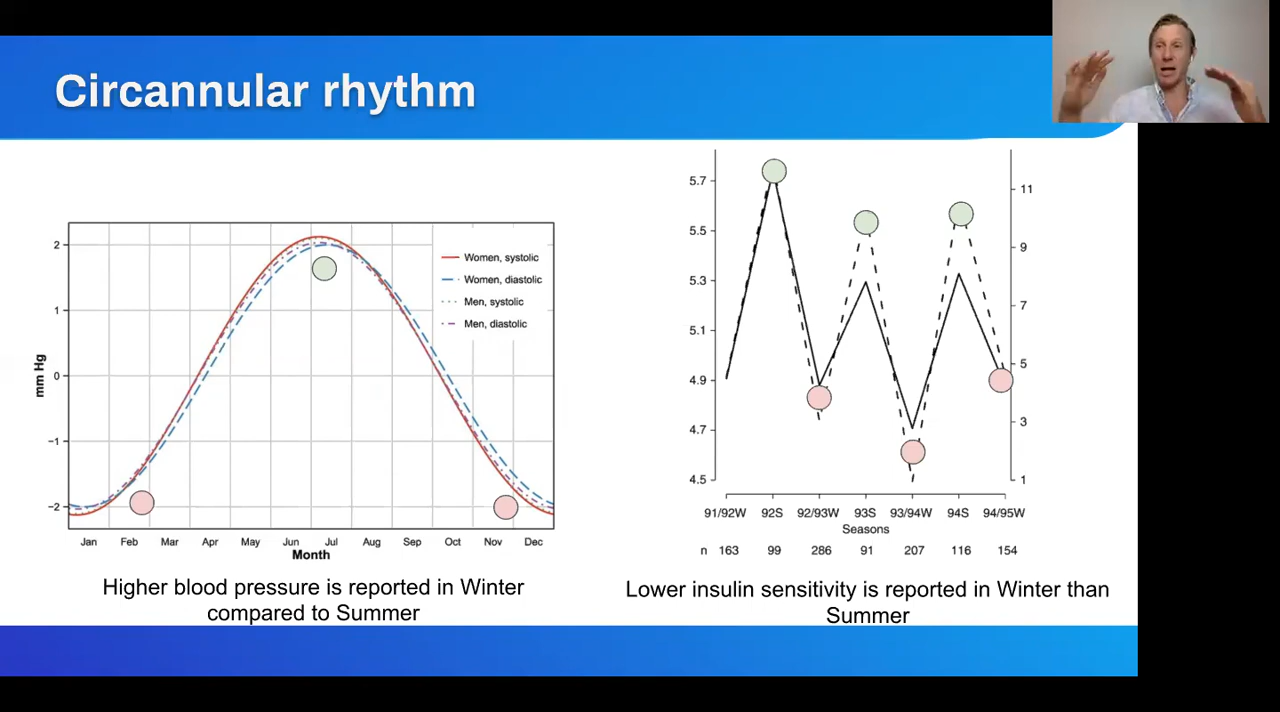 Circannular rhythm
mm Hg
2
1
0
−1
−2
Women, systolic
Women, diastolic
Men, systolic
Men, diastolic
Jan Feb Mar Apr May Jun Jul Aug Sep Oct Nov Dec
Month
Higher blood pressure is reported in Winter
compared to Summer
5.7
5.5
5.3
5.1
4.9
4.7
4.5
11
9
7
5
3
1
91/92W 92S 92/93W 93S 93/94W 94S 94/95W
Seasons
n 163 99 286 91 207 116 154
Lower insulin sensitivity is reported in Winter than
Summer